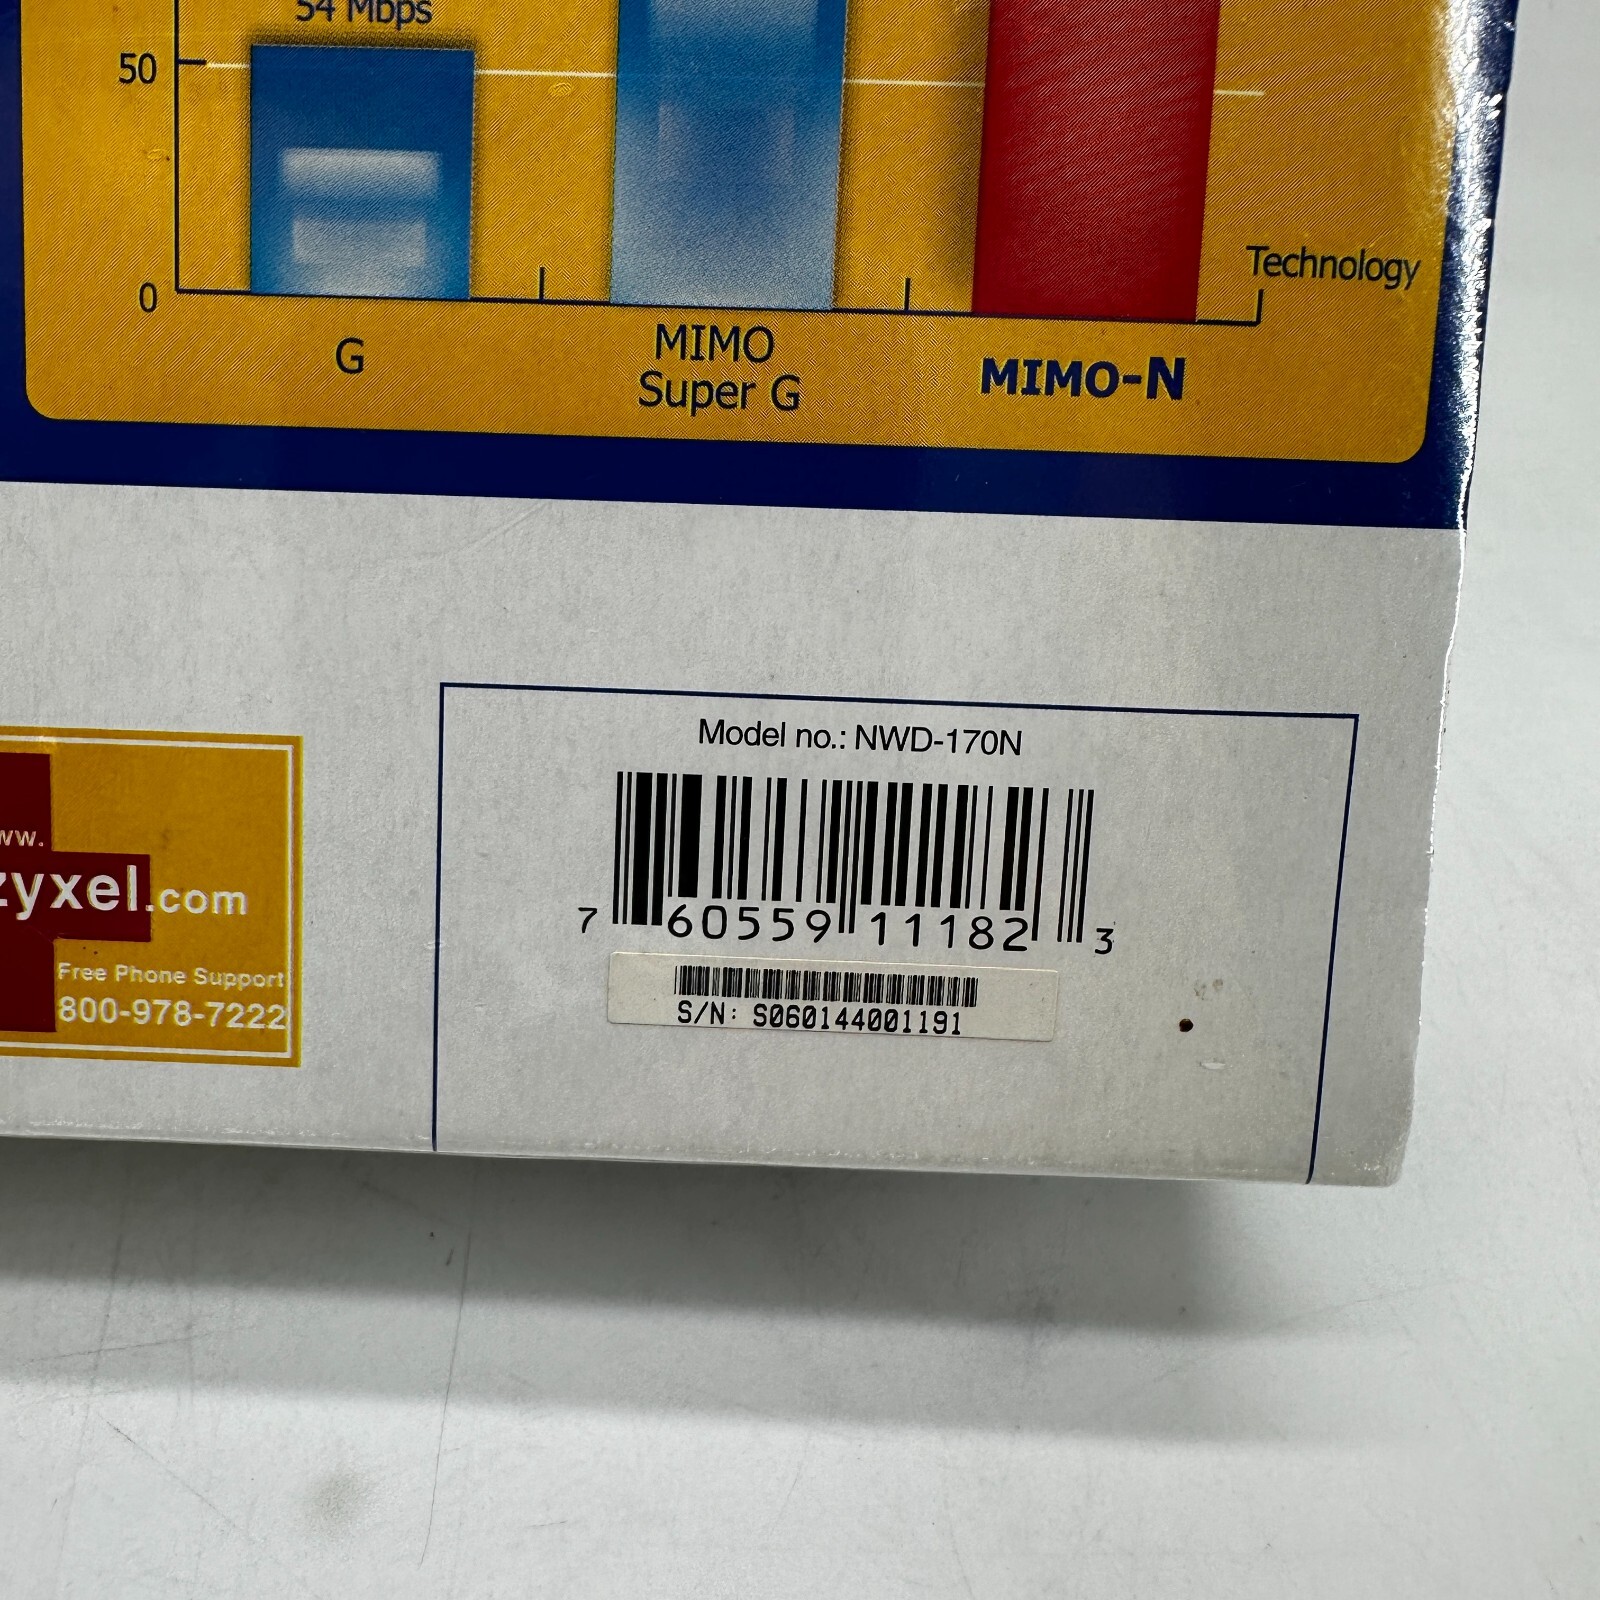 54 Mbps
50
0
Technology
G
MIMO
Super G
MIMO-N
Model no.: NWD-170N
7 60559 11182 3
S/N: S060144001191
ww.
zyxel.com
Free Phone Support
800-978-7222